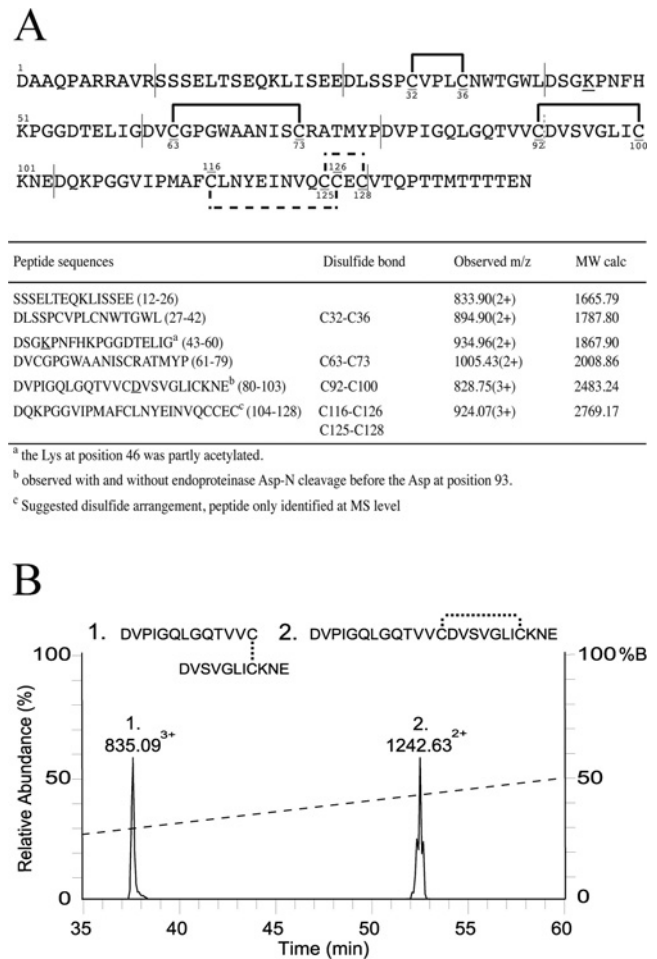 A
1
DAAQPARRAVRSSSSELTSEQKLISEEDLSSPCVPLCNWTGWLDSGKPNFH
32 36
51
KPGGDTELIGDVCGPGWAANISCRATMYPDVPIGQLGQTVVCDVSVGLIC
63 73 92 100
101 116 126
KNEDQKPGGVIPMAFCLNYEINVQCCECVTQPTTMTTTTEN
125 128
Peptide sequences Disulfide bond Observed m/z MW calc
SSSELTEQKLISSEE (12-26) 833.90(2+) 1665.79
DLSSPCVPLCNWTGWL (27-42) C32-C36 894.90(2+) 1787.80
DSGKPNFHKPGGDTELIGa (43-60) 934.96(2+) 1867.90
DVCGPGWAANISCRATMYP (61-79) C63-C73 1005.43(2+) 2008.86
DVPIGQLGQTVVCDVSVGLICKNEb (80-103) C92-C100 828.75(3+) 2483.24
DQKPGGVIPMAFCLNYEINVQCCECc (104-128) C116-C126 924.07(3+) 2769.17
C125-C128
a the Lys at position 46 was partly acetylated.
b observed with and without endoproteinase Asp-N cleavage before the Asp at position 93.
c Suggested disulfide arrangement, peptide only identified at MS level
B
1. DVPIGQLGQTVVC 2. DVPIGQLGQTVVCDVSVGLICKNE
DVSVGLICKNE
100 100 %B
1. 2.
835.09 3+ 1242.63 2+
Relative Abundance (%)
50 50
0 0
35 40 45 50 55 60
Time (min)